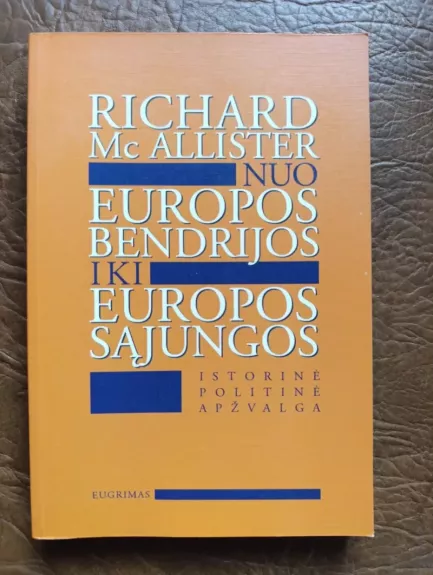 RICHARD
Mc ALLISTER
NUO
EUROPOS
BENDRIJOS
IKI
EUROPOS
SĄJUNGOS
ISTORINĖ
POLITINĖ
APŽVALGA
EUGRIMAS